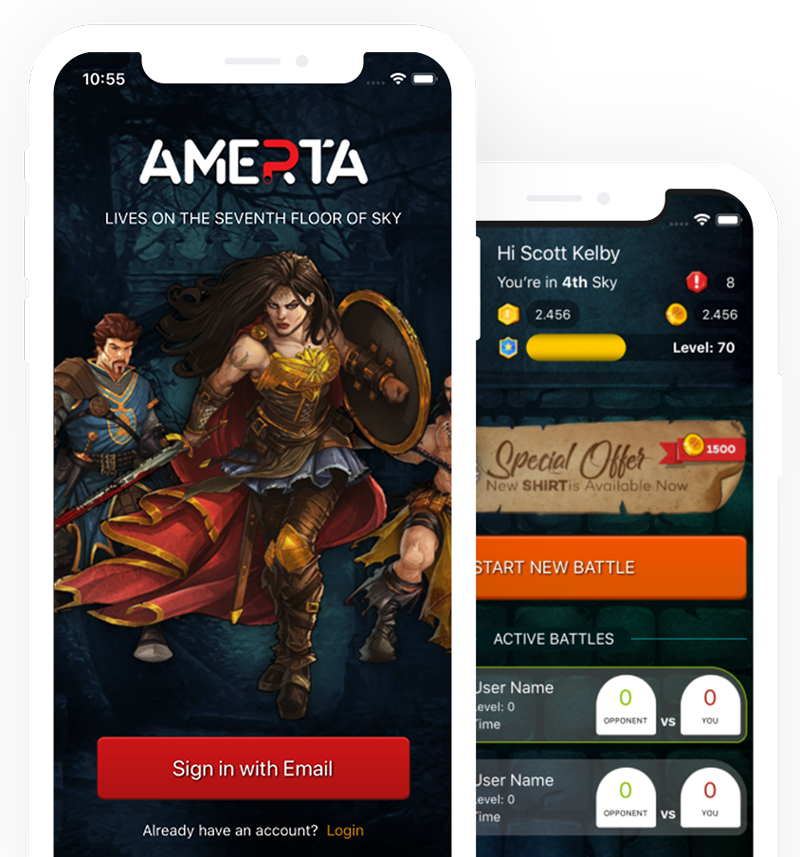 10:55
AMERTA
LIVES ON THE SEVENTH FLOOR OF SKY
Sign in with Email
Already have an account? Login
Hi Scott Kelby
You're in 4th Sky
8
2.456
2.456
Level: 70
Special Offer
1500
New SHIRT is Available Now
START NEW BATTLE
ACTIVE BATTLES
User Name
Level: 0
Time
0
OPPONENT
vs
0
YOU
User Name
Level: 0
Time
0
OPPONENT
vs
0
YOU